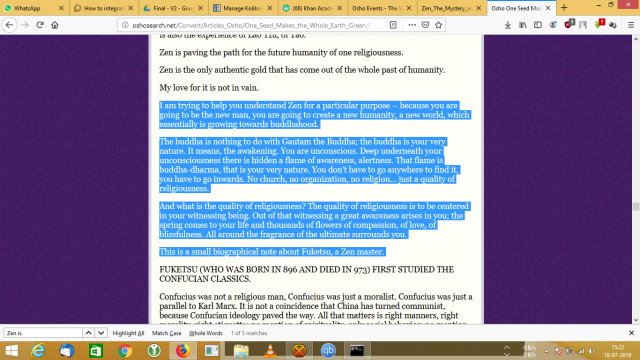 WhatsApp
How to integrate
Final - V2 - Google
Manage Kolibri
(68) Khan Acade
Osho Events - The S
Zen_The_Mystery_a
Osho One Seed Mak
oshosearch.net/Convert/Articles_Osho/One_Seed_Makes_the_Whole_Earth_Green/
Search
is also the experience of Lao Tzu, of Tao.
Zen is paving the path for the future humanity of one religiousness.
Zen is the only authentic gold that has come out of the whole past of humanity.
My love for it is not in vain.
I am trying to help you understand Zen for a particular purpose -- because you are
going to be the new man, you are going to create a new humanity, a new world, which
essentially is growing towards buddhahood.
The buddha is nothing to do with Gautam the Buddha; the buddha is your very
nature. It means, the awakening. You are unconscious. Deep underneath your
unconsciousness there is hidden a flame of awareness, alertness. That flame is
buddha-dharma, that is your very nature. You don't have to go anywhere to find it,
you have to go inwards. No church, no organization, no religion... just a quality of
religiousness.
And what is the quality of religiousness? The quality of religiousness is to be centered
in your witnessing being. Out of that witnessing a great awareness arises in you; the
spring comes to your life and thousands of flowers of compassion, of love, of
blissfulness. All around the fragrance of the ultimate surrounds you.
This is a small biographical note about Fuketsu, a Zen master.
FUKETSU (WHO WAS BORN IN 896 AND DIED IN 973) FIRST STUDIED THE
CONFUCIAN CLASSICS.
Confucius was not a religious man, Confucius was just a moralist. Confucius was just a
parallel to Karl Marx. It is not a coincidence that China has turned communist,
because Confucian ideology paved the way. All that matters is right manners, right
Zen is
Highlight All
Match Case
Whole Words
1 of 3 matches
15:22
18-07-2019